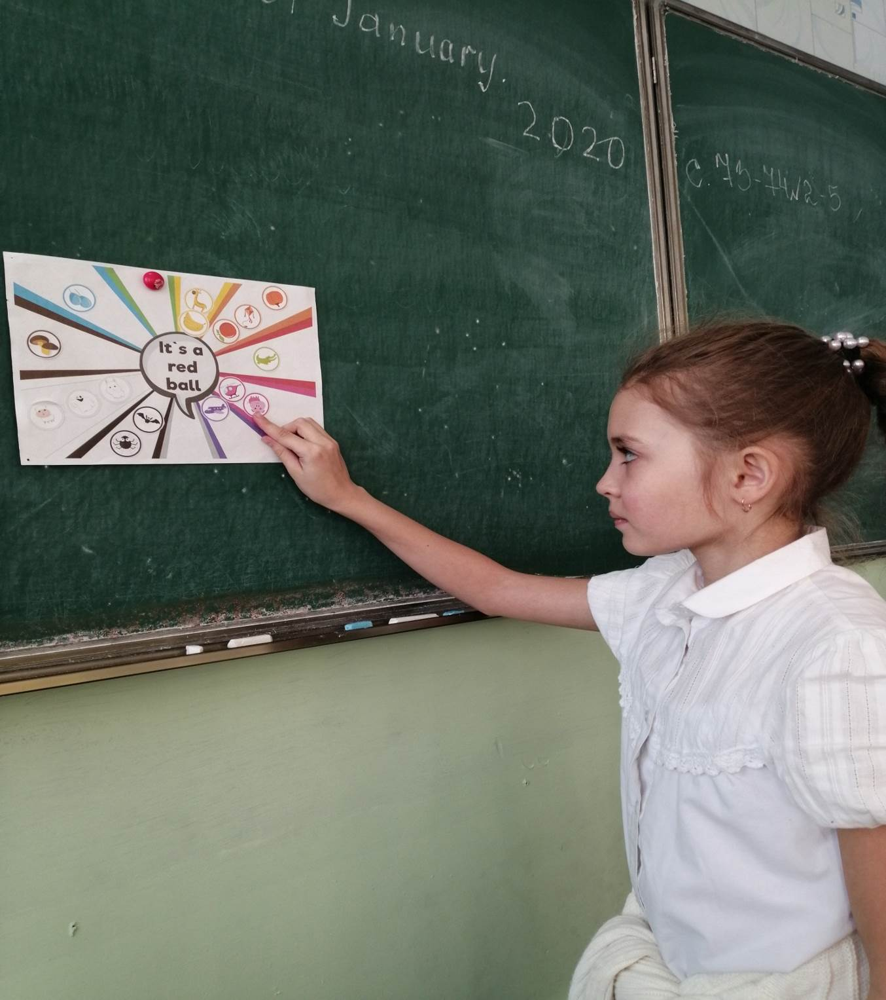 January.
2020
с. 73-74 №2-5
It`s a
red
ball